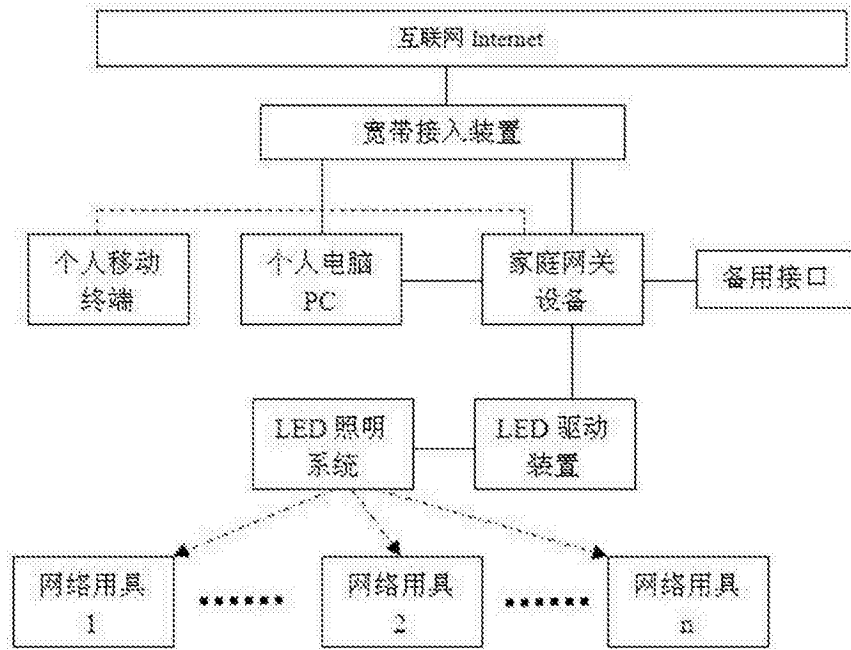 互联网 Internet
宽带接入装置
个人移动
终端
个人电脑
PC
家庭网关
设备
备用接口
LED 照明
系统
LED 驱动
装置
网络用具
1
网络用具
2
网络用具
n